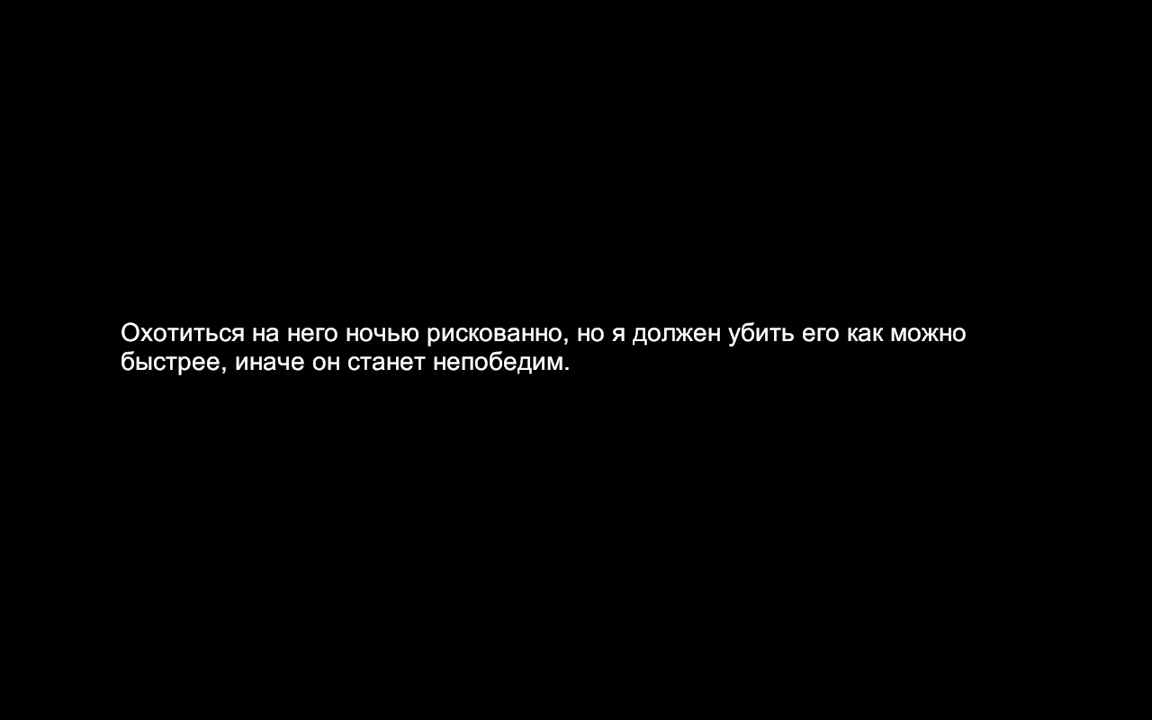 Охотиться на него ночью рискованно, но я должен убить его как можно
быстрее, иначе он станет непобедим.